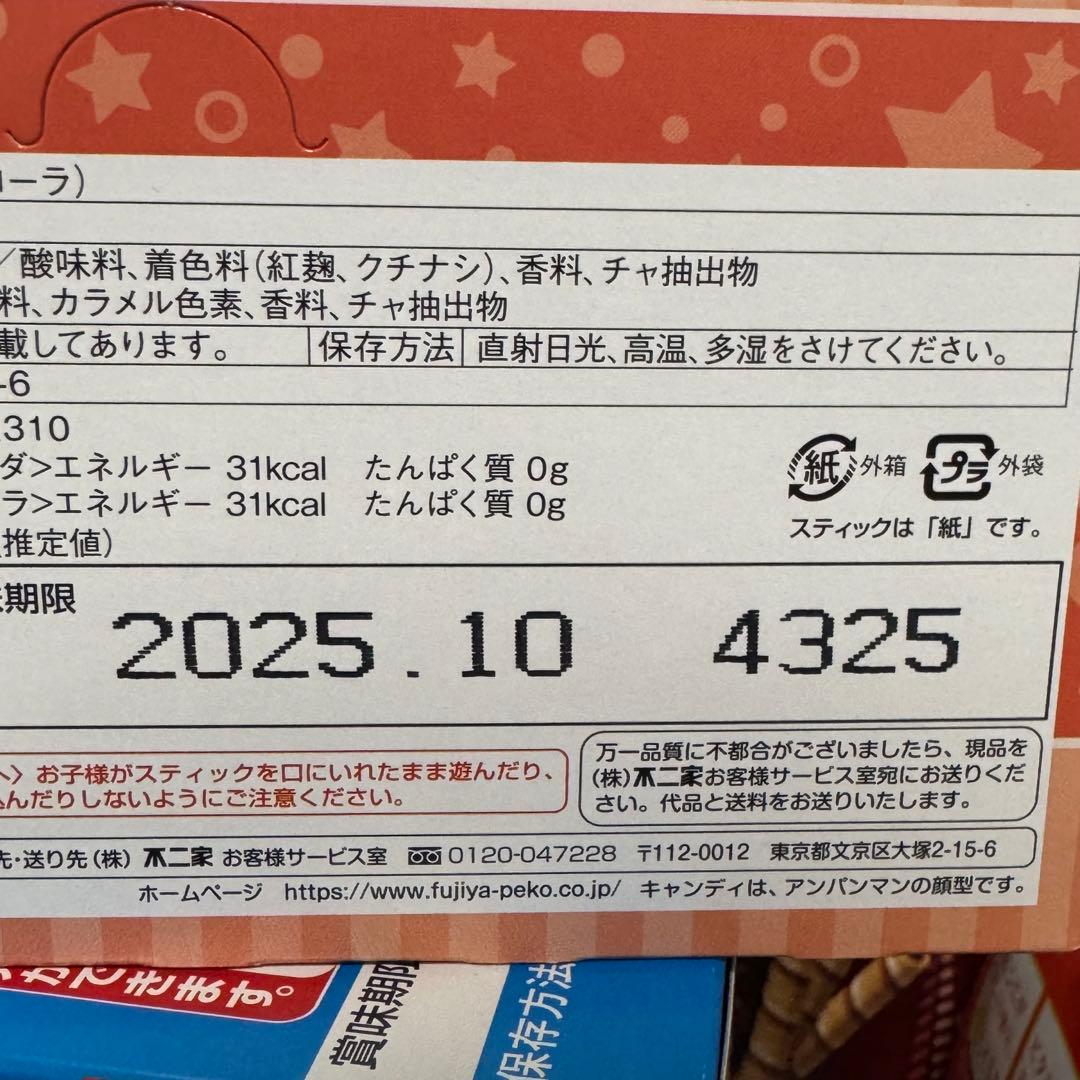 コーラ)
/酸味料、着色料(紅麹、クチナシ)、香料、チャ抽出物
料、カラメル色素、香料、チャ抽出物
載してあります。 保存方法 直射日光、高温、多湿をさけてください。
-6
310
ダ>エネルギー 31kcal たんぱく質 0g
ラ>エネルギー 31kcal たんぱく質 0g
推定値)
紙 外箱 プラ 外袋
スティックは「紙」です。
味期限
2025.10 4325
〉お子様がスティックを口にいれたまま遊んだり、
んだりしないようにご注意ください。
万一品質に不都合がございましたら、現品を
(株)不二家お客様サービス室宛にお送りくだ
さい。代品と送料をお送りいたします。
先・送り先(株) 不二家 お客様サービス室 0120-047228 〒112-0012 東京都文京区大塚2-15-6
ホームページ https://www.fujiya-peko.co.jp/ キャンディは、アンパンマンの顔型です。
ができます。
賞味期限
保存方法